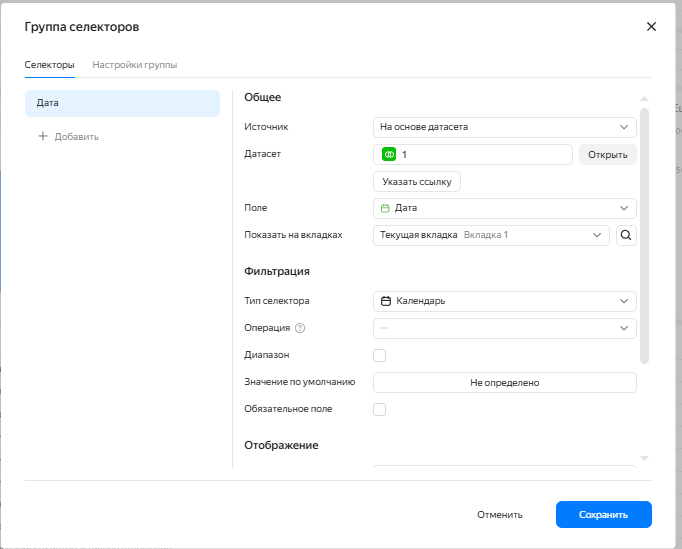 Группа селекторов
Селекторы Настройки группы
Дата
Добавить
Общее
Источник На основе датасета
Датасет 1 Открыть
Указать ссылку
Поле Дата
Показать на вкладках Текущая вкладка Вкладка 1
Фильтрация
Тип селектора Календарь
Операция ? —
Диапазон
Значение по умолчанию Не определено
Обязательное поле
Отображение
Отменить Сохранить